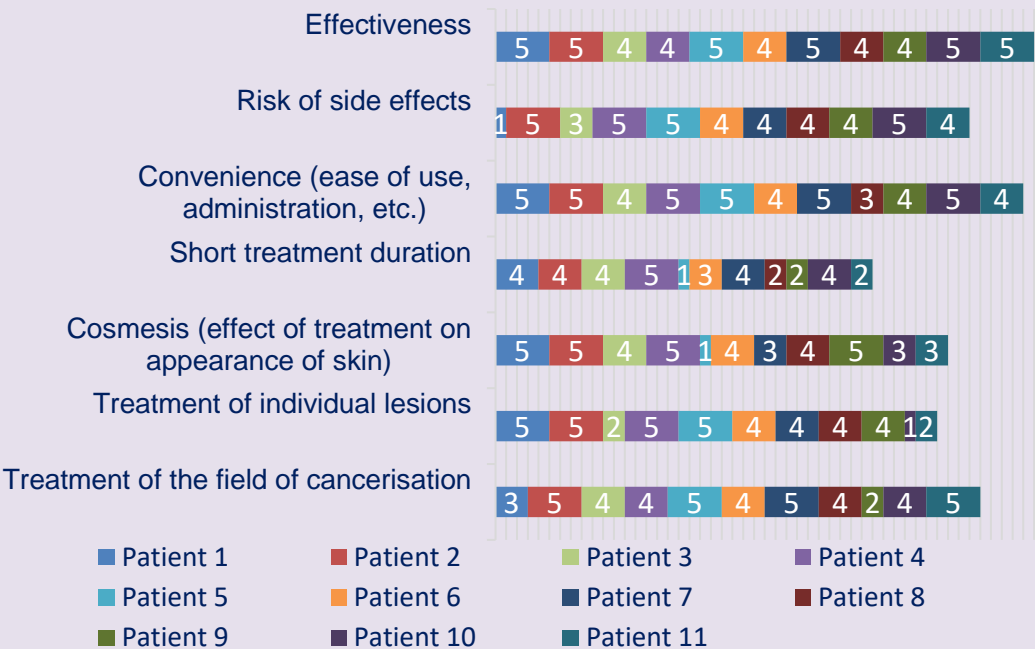 Effectiveness
5 5 4 4 5 4 5 4 4 5 5
Risk of side effects
1 5 3 5 5 4 4 4 4 5 4
Convenience (ease of use,
administration, etc.)
5 5 4 5 5 4 5 3 4 5 4
Short treatment duration
4 4 4 5 1 3 4 2 2 4 2
Cosmesis (effect of treatment on
appearance of skin)
5 5 4 5 1 4 3 4 5 3 3
Treatment of individual lesions
5 5 2 5 5 4 4 4 4 1 2
Treatment of the field of cancerisation
3 5 4 4 5 4 5 4 2 4 5
Patient 1 Patient 2 Patient 3 Patient 4
Patient 5 Patient 6 Patient 7 Patient 8
Patient 9 Patient 10 Patient 11